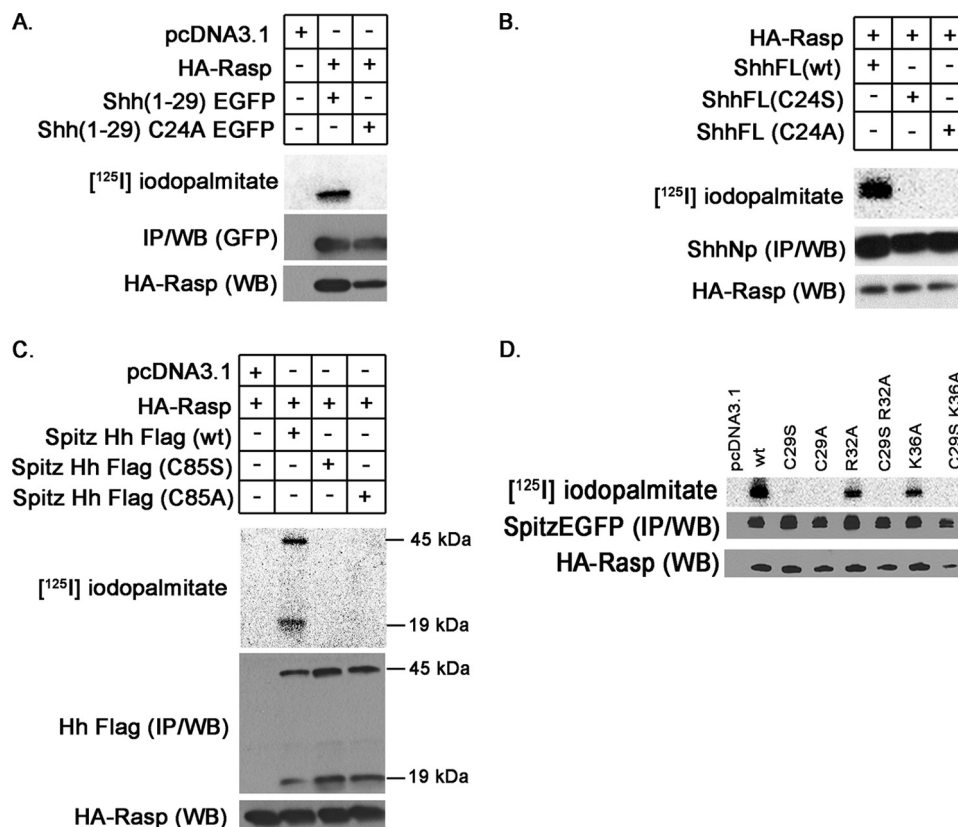 A.
pcDNA3.1 + - -
HA-Rasp - + +
Shh(1-29) EGFP - + -
Shh(1-29) C24A EGFP - - +
[¹²⁵I] iodopalmitate
IP/WB (GFP)
HA-Rasp (WB)
B.
HA-Rasp + + +
ShhFL(wt) + - -
ShhFL(C24S) - + -
ShhFL (C24A) - - +
[¹²⁵I] iodopalmitate
ShhNp (IP/WB)
HA-Rasp (WB)
C.
pcDNA3.1 + - - -
HA-Rasp + + + +
Spitz Hh Flag (wt) - + - -
Spitz Hh Flag (C85S) - - + -
Spitz Hh Flag (C85A) - - - +
[¹²⁵I] iodopalmitate
45 kDa
19 kDa
Hh Flag (IP/WB)
45 kDa
19 kDa
HA-Rasp (WB)
D.
pcDNA3.1
wt
C29S
C29A
R32A
C29S R32A
K36A
C29S K36A
[¹²⁵I] iodopalmitate
SpitzEGFP (IP/WB)
HA-Rasp (WB)